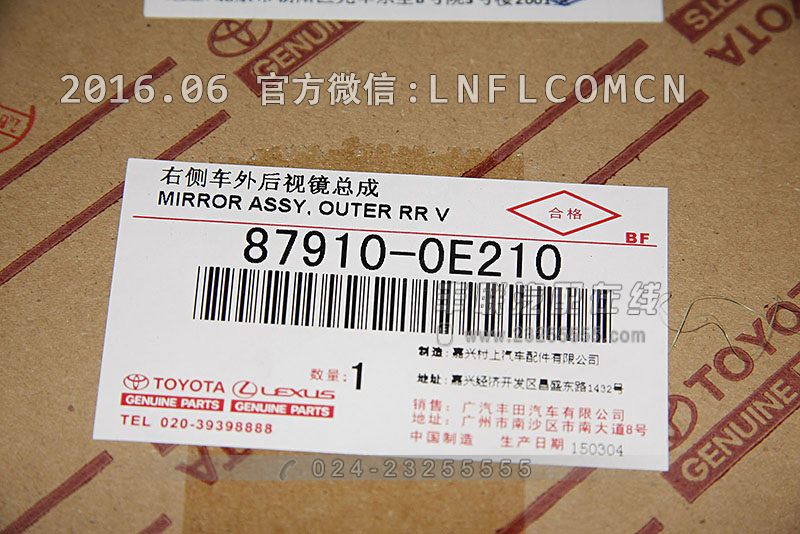 TOYOTA
GENUINE
2016.06 官方微信:LNFLCOMCN
右侧车外后视镜总成
MIRROR ASSY, OUTER RR V
合格
BF
87910-0E210
www.23255555.com
制造: 嘉兴村上汽车配件有限公司
数量: 1
地址: 嘉兴经济开发区昌盛东路1432号
TOYOTA LEXUS
GENUINE PARTS GENUINE PARTS
销售: 广汽丰田汽车有限公司
地址: 广州市南沙区市南大道8号
TEL 020-39398888
中国制造 生产日期 150304
024-23255555
TOYOTA
GENUINE